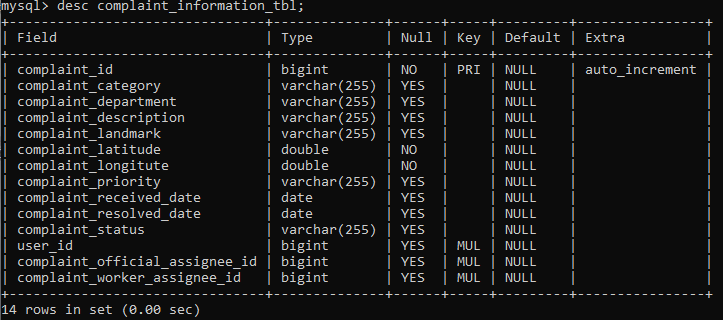 mysql> desc complaint_information_tbl;
+--------------------------------+--------------+------+-----+---------+----------------+
| Field                          | Type         | Null | Key | Default | Extra          |
+--------------------------------+--------------+------+-----+---------+----------------+
| complaint_id                   | bigint       | NO   | PRI | NULL    | auto_increment |
| complaint_category             | varchar(255) | YES  |     | NULL    |                |
| complaint_department           | varchar(255) | YES  |     | NULL    |                |
| complaint_description          | varchar(255) | YES  |     | NULL    |                |
| complaint_landmark             | varchar(255) | YES  |     | NULL    |                |
| complaint_latitude             | double       | NO   |     | NULL    |                |
| complaint_longitute            | double       | NO   |     | NULL    |                |
| complaint_priority             | varchar(255) | YES  |     | NULL    |                |
| complaint_received_date        | date         | YES  |     | NULL    |                |
| complaint_resolved_date        | date         | YES  |     | NULL    |                |
| complaint_status               | varchar(255) | YES  |     | NULL    |                |
| user_id                        | bigint       | YES  | MUL | NULL    |                |
| complaint_official_assignee_id | bigint       | YES  | MUL | NULL    |                |
| complaint_worker_assignee_id   | bigint       | YES  | MUL | NULL    |                |
+--------------------------------+--------------+------+-----+---------+----------------+
14 rows in set (0.00 sec)